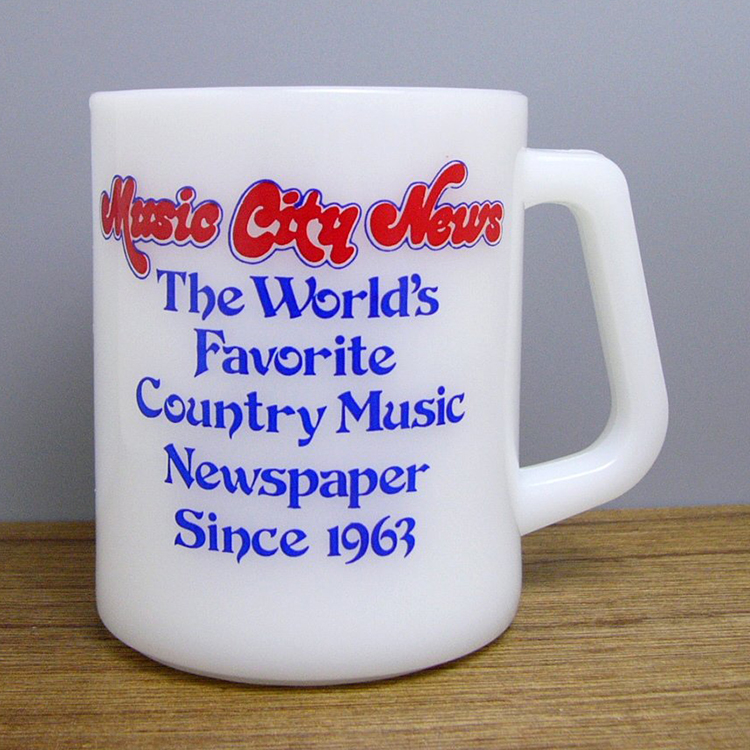 Music City News
The World's
Favorite
Country Music
Newspaper
Since 1963